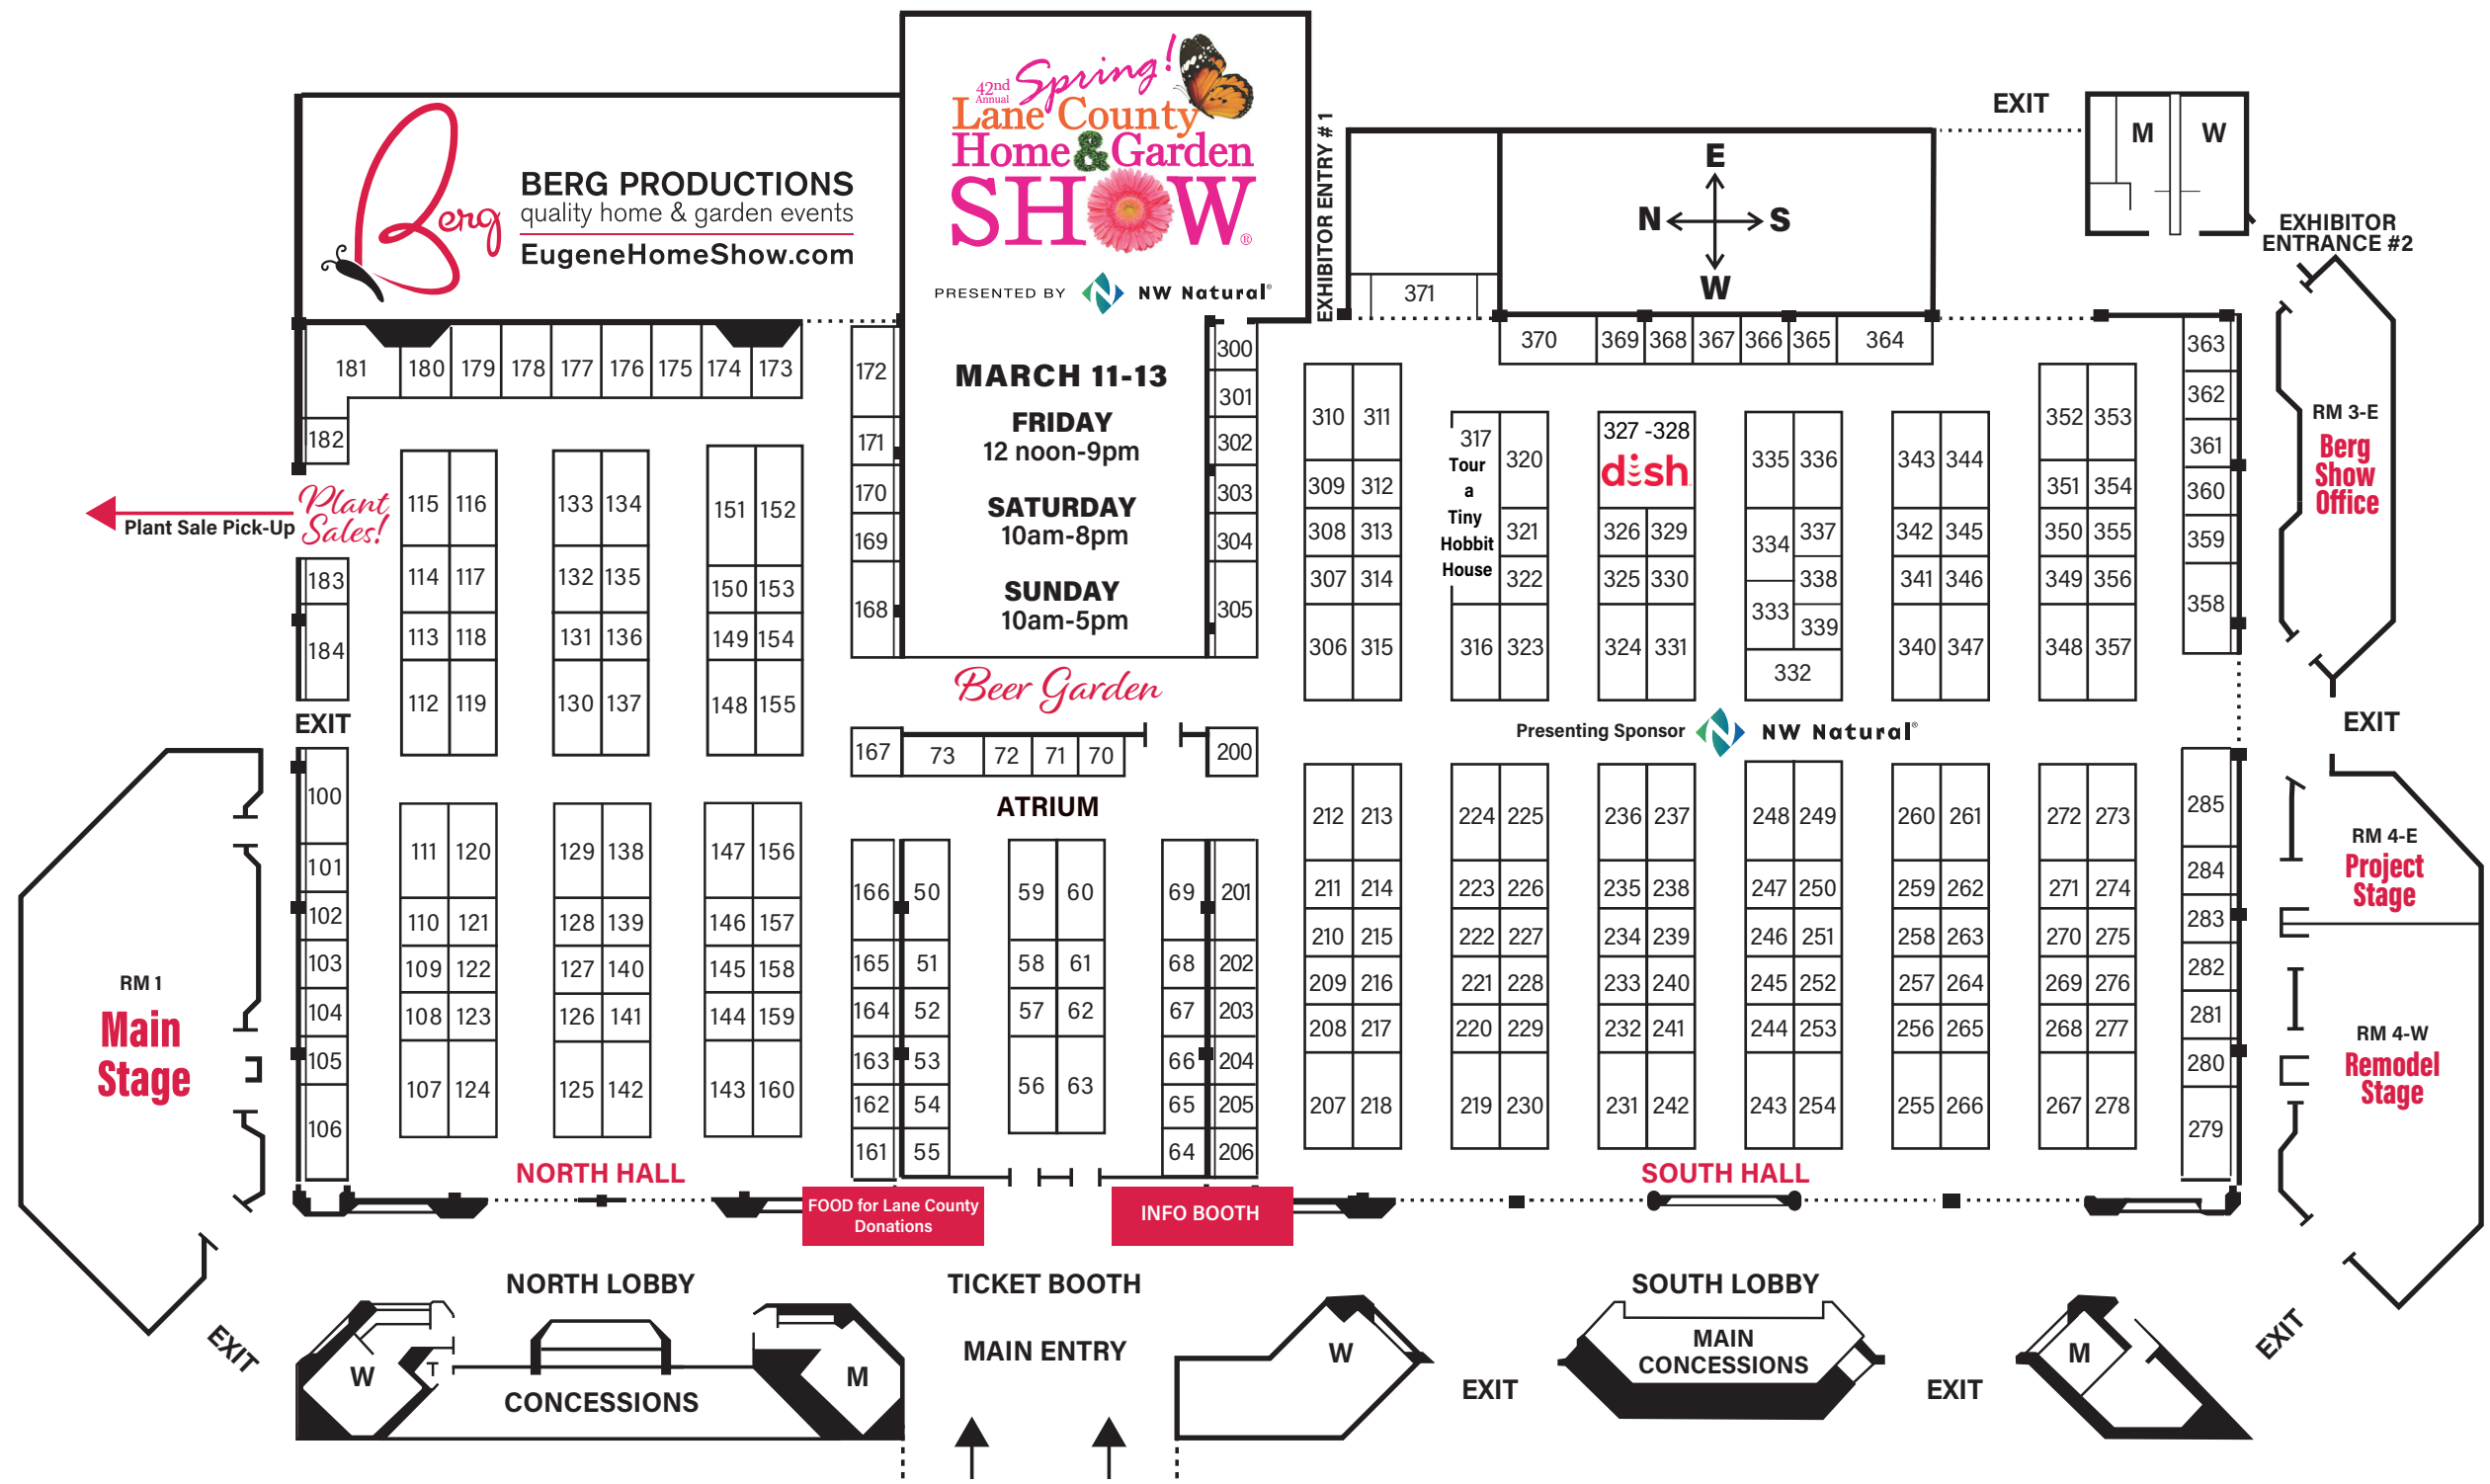 42nd
Annual
Spring!
Lane County
Home & Garden
SHOW®
PRESENTED BY NW Natural®
Berg
BERG PRODUCTIONS
quality home & garden events
EugeneHomeShow.com
MARCH 11-13
FRIDAY
12 noon-9pm
SATURDAY
10am-8pm
SUNDAY
10am-5pm
EXHIBITOR ENTRY # 1
E
N S
W
EXIT
M W
EXHIBITOR
ENTRANCE #2
371
370 369 368 367 366 365 364
181 180 179 178 177 176 175 174 173
182
Plant
Sales!
Plant Sale Pick-Up
183
184
EXIT
115 116
114 117
113 118
112 119
133 134
132 135
131 136
130 137
151 152
150 153
149 154
148 155
172
171
170
169
168
300
301
302
303
304
305
Beer Garden
310 311
309 312
308 313
307 314
306 315
317
Tour
a
Tiny
Hobbit
House
316
320
321
322
323
327 -328
dish
326 329
325 330
324 331
335 336
334 337
338
333 339
332
343 344
342 345
341 346
340 347
352 353
351 354
350 355
349 356
348 357
363
362
361
360
359
358
RM 3-E
Berg
Show
Office
EXIT
Presenting Sponsor NW Natural®
167 73 72 71 70 200
ATRIUM
RM 1
Main
Stage
100
101
102
103
104
105
106
111 120
110 121
109 122
108 123
107 124
129 138
128 139
127 140
126 141
125 142
147 156
146 157
145 158
144 159
143 160
166 50
165 51
164 52
163 53
162 54
161 55
59 60
58 61
57 62
56 63
69 201
68 202
67 203
66 204
65 205
64 206
212 213
211 214
210 215
209 216
208 217
207 218
224 225
223 226
222 227
221 228
220 229
219 230
236 237
235 238
234 239
233 240
232 241
231 242
248 249
247 250
246 251
245 252
244 253
243 254
260 261
259 262
258 263
257 264
256 265
255 266
272 273
271 274
270 275
269 276
268 277
267 278
285
284
283
282
281
280
279
RM 4-E
Project
Stage
RM 4-W
Remodel
Stage
NORTH HALL
SOUTH HALL
FOOD for Lane County
Donations
INFO BOOTH
NORTH LOBBY
TICKET BOOTH
SOUTH LOBBY
EXIT
W
T
CONCESSIONS
M
MAIN ENTRY
W
EXIT
MAIN
CONCESSIONS
EXIT
M
EXIT